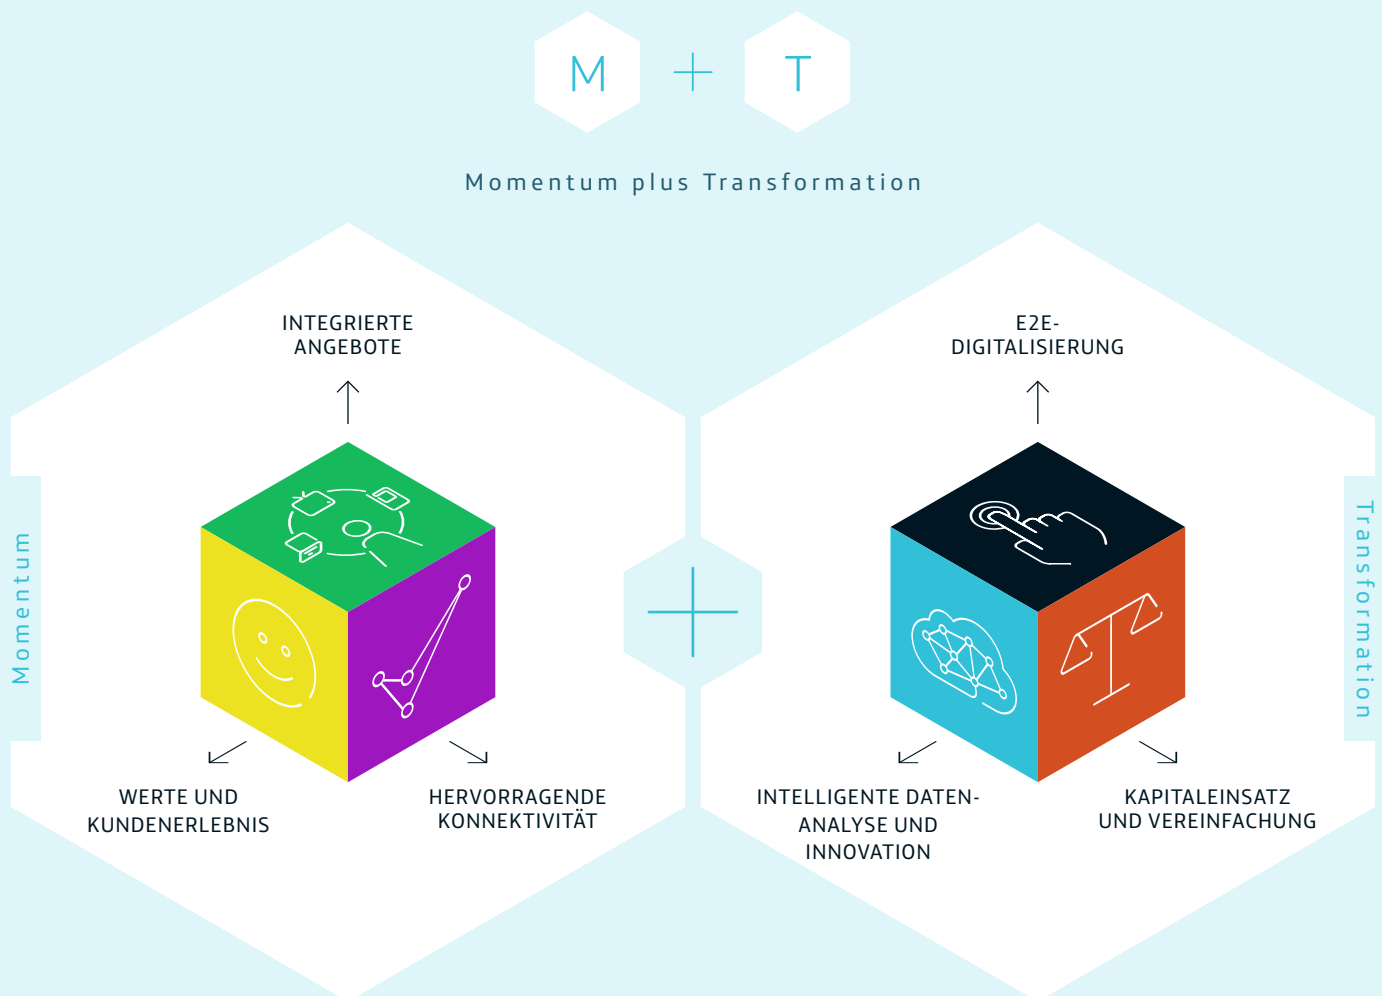 M + T
Momentum plus Transformation
Momentum
INTEGRIERTE
ANGEBOTE
WERTE UND
KUNDENERLEBNIS
HERVORRAGENDE
KONNEKTIVITÄT
E2E-
DIGITALISIERUNG
INTELLIGENTE DATEN-
ANALYSE UND
INNOVATION
KAPITALEINSATZ
UND VEREINFACHUNG
Transformation